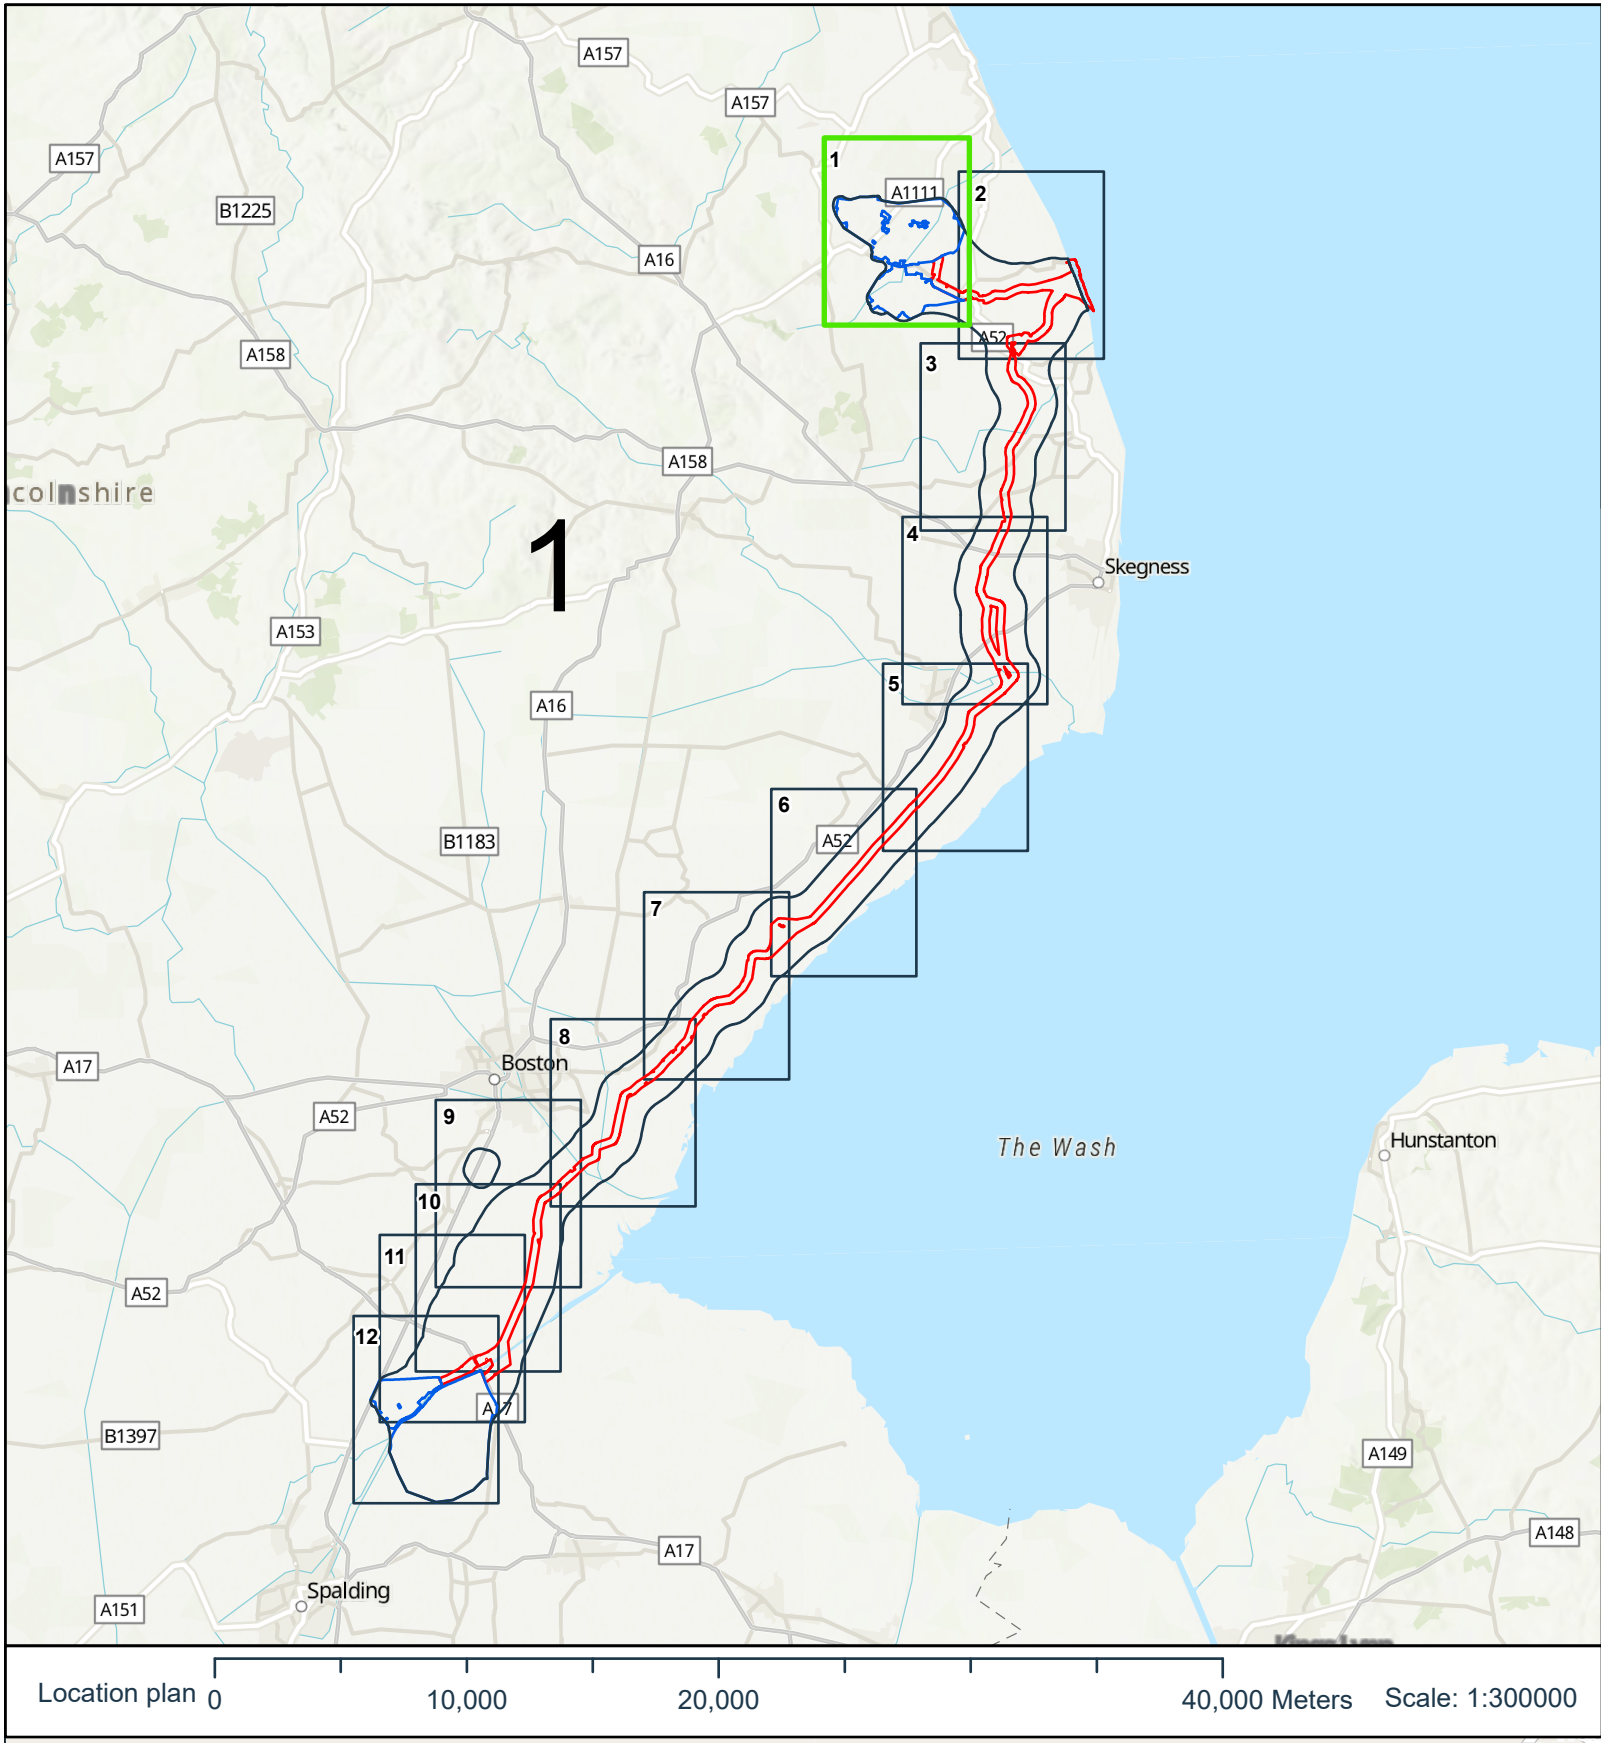 A157
A157
A157
1
A1111
2
B1225
A16
A52
A158
3
A158
4
1
Skegness
A153
5
A16
6
A52
B1183
7
8
Boston
A17
9
A52
The Wash
Hunstanton
10
11
A52
12
B1397
A149
A148
A17
Spalding
A151
Location plan 0 10,000 20,000 40,000 Meters Scale: 1:300000